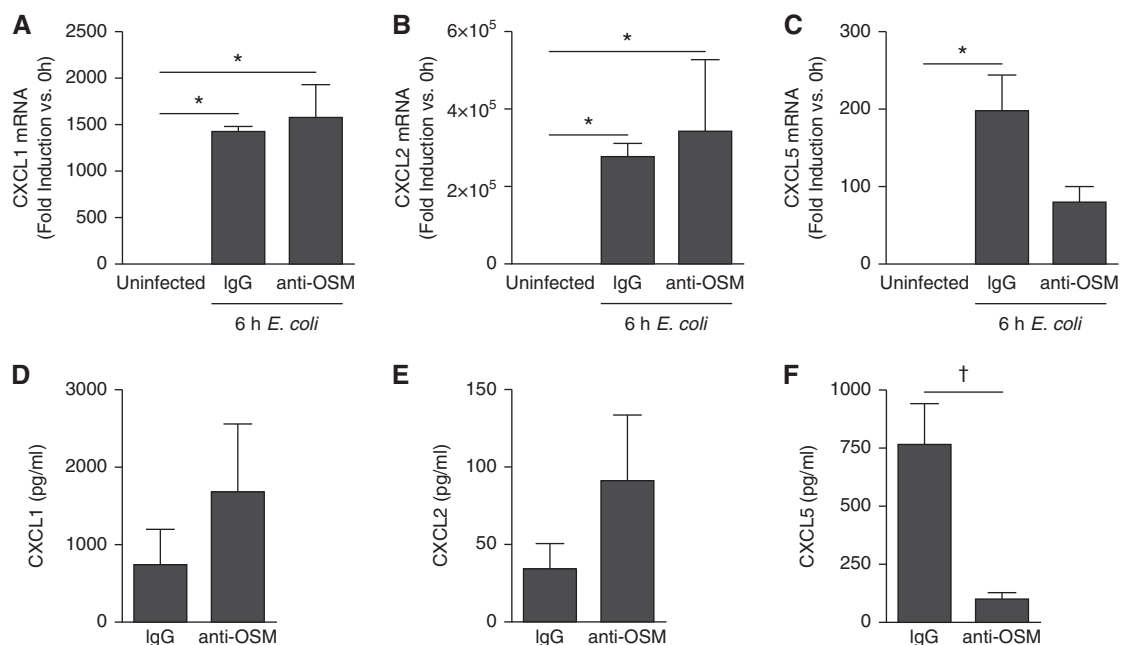 A
CXCL1 mRNA
(Fold Induction vs. 0h)
2500
2000
1500
1000
500
0
*
*
Uninfected IgG anti-OSM
6 h E. coli
B
CXCL2 mRNA
(Fold Induction vs. 0h)
6×10⁵
4×10⁵
2×10⁵
0
*
*
Uninfected IgG anti-OSM
6 h E. coli
C
CXCL5 mRNA
(Fold Induction vs. 0h)
300
200
100
0
*
Uninfected IgG anti-OSM
6 h E. coli
D
CXCL1 (pg/ml)
3000
2000
1000
0
IgG anti-OSM
E
CXCL2 (pg/ml)
150
100
50
0
IgG anti-OSM
F
CXCL5 (pg/ml)
1000
750
500
250
0
†
IgG anti-OSM